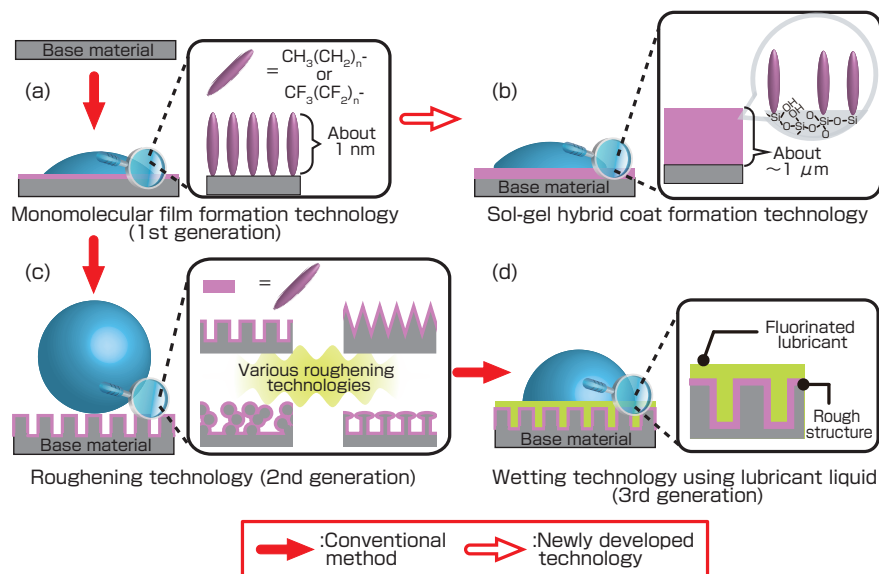 Base material
(a)
= CH₃(CH₂)ₙ-
or
CF₃(CF₂)ₙ-
About
1 nm
Monomolecular film formation technology
(1st generation)
(b)
Si
OH
OH
O
Si
O
Si
O
O
Si
About
~1 μm
Base material
Sol-gel hybrid coat formation technology
(c)
=
Various roughening
technologies
Base material
Roughening technology (2nd generation)
(d)
Fluorinated
lubricant
Rough
structure
Base material
Wetting technology using lubricant liquid
(3rd generation)
:Conventional
method
:Newly developed
technology